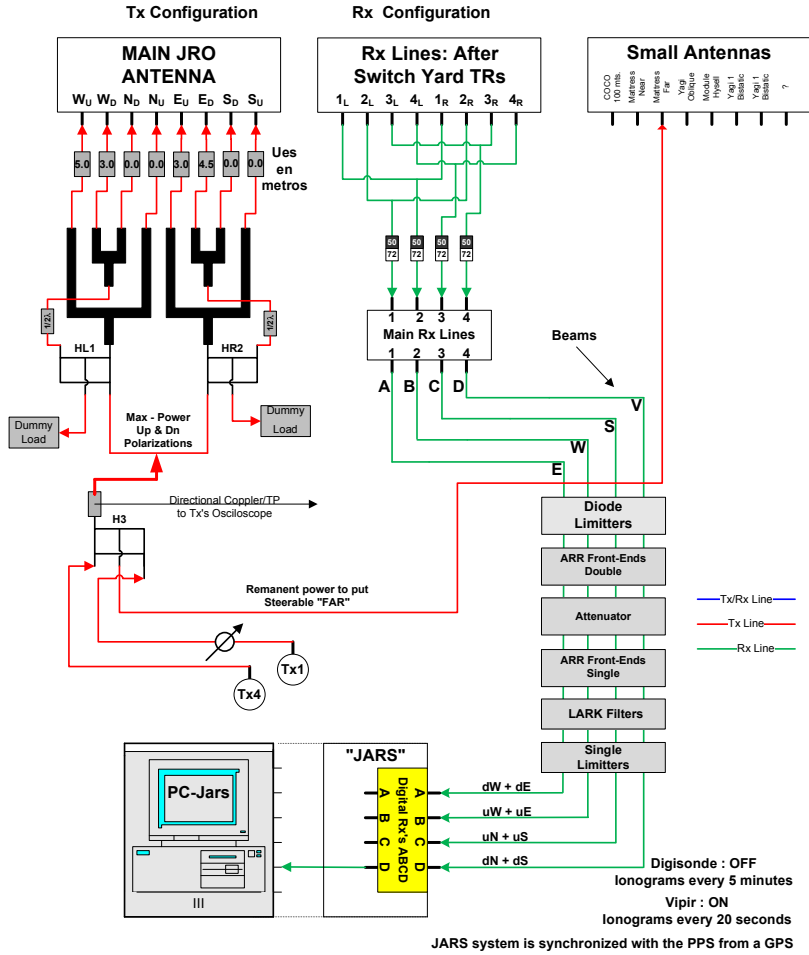 Tx Configuration
Rx Configuration
MAIN JRO
ANTENNA
WU WD ND NU EU ED SD SU
Rx Lines: After
Switch Yard TRs
1L 2L 3L 4L 1R 2R 3R 4R
Small Antennas
COCO
100 mts.
Mattress
Near
Mattress
Far
Yagi
Oblique
Module
Hysell
Yagi 1
Bistatic
Yagi 1
Bistatic
?
5.0 3.0 0.0 0.0 3.0 4.5 0.0 0.0
Ues
en
metros
50 50 50 50
72 72 72 72
1/2λ
1/2λ
HL1
HR2
1 2 3 4
Main Rx Lines
1 2 3 4
A B C D
Beams
V
S
W
E
Dummy
Load
Max - Power
Up & Dn
Polarizations
Dummy
Load
Directional Coppler/TP
to Tx's Osciloscope
H3
Remanent power to put
Steerable "FAR"
Tx1
Tx4
Diode
Limitters
ARR Front-Ends
Double
Attenuator
ARR Front-Ends
Single
LARK Filters
Single
Limitters
Tx/Rx Line
Tx Line
Rx Line
PC-Jars
III
"JARS"
A A
B B
C C
D D
Digital Rx's ABCD
dW + dE
uW + uE
uN + uS
dN + dS
Digisonde : OFF
Ionograms every 5 minutes
Vipir : ON
Ionograms every 20 seconds
JARS system is synchronized with the PPS from a GPS